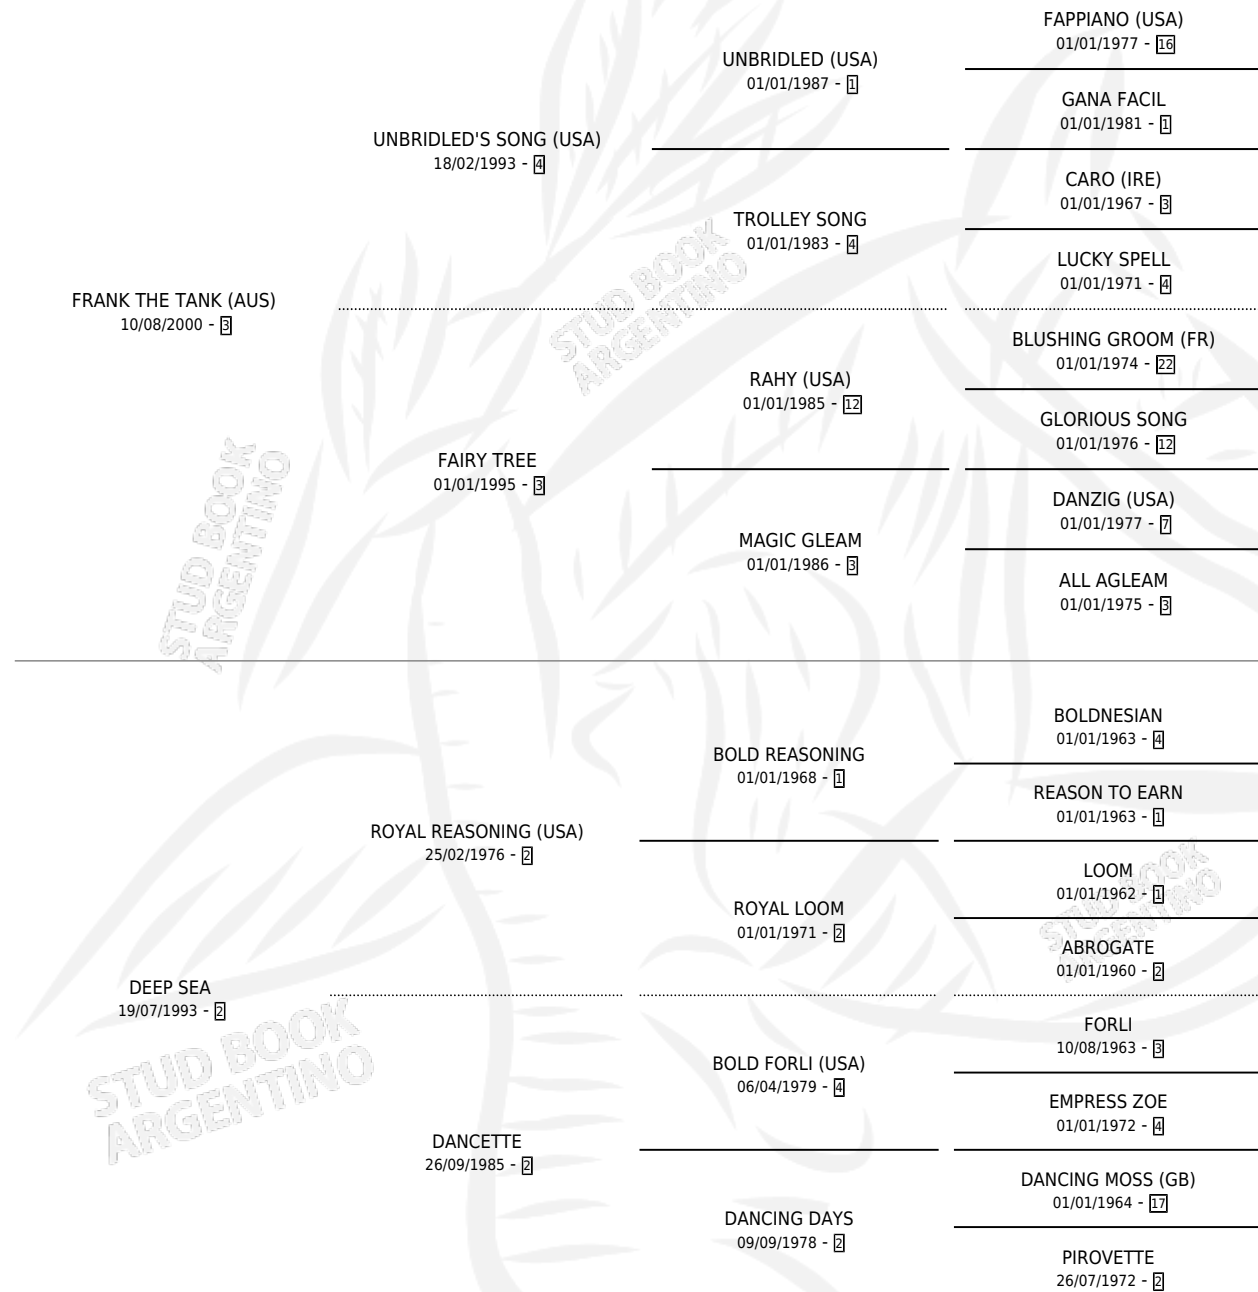 FAPPIANO (USA)
01/01/1977 - 16
UNBRIDLED (USA)
01/01/1987 - 1
GANA FACIL
01/01/1981 - 1
UNBRIDLED'S SONG (USA)
18/02/1993 - 4
CARO (IRE)
01/01/1967 - 3
TROLLEY SONG
01/01/1983 - 4
LUCKY SPELL
01/01/1971 - 4
FRANK THE TANK (AUS)
10/08/2000 - 3
STUD BOOK
ARGENTINO
BLUSHING GROOM (FR)
01/01/1974 - 22
RAHY (USA)
01/01/1985 - 12
GLORIOUS SONG
01/01/1976 - 12
FAIRY TREE
01/01/1995 - 3
DANZIG (USA)
01/01/1977 - 7
MAGIC GLEAM
01/01/1986 - 3
ALL AGLEAM
01/01/1975 - 3
STUD BOOK
ARGENTINO
BOLDNESIAN
01/01/1963 - 4
BOLD REASONING
01/01/1968 - 1
REASON TO EARN
01/01/1963 - 1
ROYAL REASONING (USA)
25/02/1976 - 2
LOOM
01/01/1962 - 1
ROYAL LOOM
01/01/1971 - 2
STUD BOOK
ARGENTINO
ABROGATE
01/01/1960 - 2
DEEP SEA
19/07/1993 - 2
FORLI
10/08/1963 - 3
BOLD FORLI (USA)
06/04/1979 - 4
STUD BOOK
ARGENTINO
EMPRESS ZOE
01/01/1972 - 4
DANCETTE
26/09/1985 - 2
DANCING MOSS (GB)
01/01/1964 - 17
DANCING DAYS
09/09/1978 - 2
PIROVETTE
26/07/1972 - 2